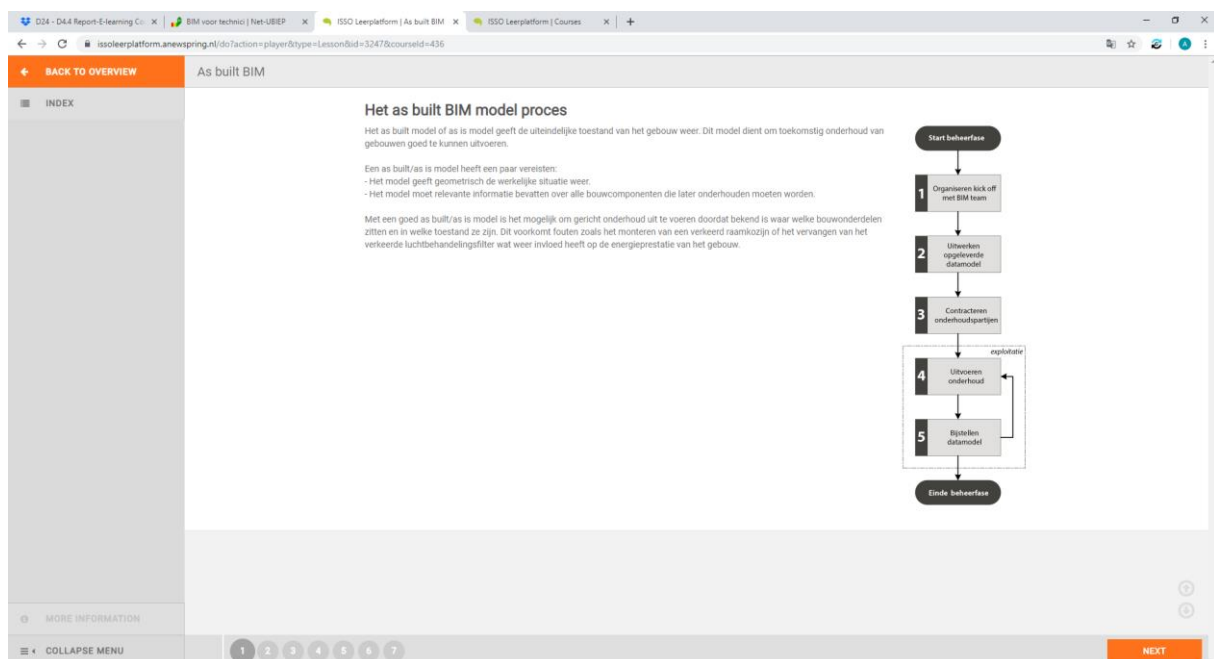 D24 - D4.4 Report-E-learning Co
BIM voor technici | Net-UBIEP
ISSO Leerplatform | As built BIM
ISSO Leerplatform | Courses
issoleerplatform.anewspring.nl/do?action=player&type=Lesson&id=3247&courseId=436
BACK TO OVERVIEW
As built BIM
INDEX
Het as built BIM model proces
Het as built model of as is model geeft de uiteindelijke toestand van het gebouw weer. Dit model dient om toekomstig onderhoud van
gebouwen goed te kunnen uitvoeren.
Een as built/as is model heeft een paar vereisten:
- Het model geeft geometrisch de werkelijke situatie weer.
- Het model moet relevante informatie bevatten over alle bouwcomponenten die later onderhouden moeten worden.
Met een goed as built/as is model is het mogelijk om gericht onderhoud uit te voeren doordat bekend is waar welke bouwonderdelen
zitten en in welke toestand ze zijn. Dit voorkomt fouten zoals het monteren van een verkeerd raamkozijn of het vervangen van het
verkeerde luchtbehandelingsfilter wat weer invloed heeft op de energieprestatie van het gebouw.
Start beheerfase
1
Organiseren kick off
met BIM team
2
Uitwerken
opgeleverde
datamodel
3
Contracteren
onderhoudspartijen
exploitatie
4
Uitvoeren
onderhoud
5
Bijstellen
datamodel
Einde beheerfase
MORE INFORMATION
COLLAPSE MENU
1 2 3 4 5 6 7
NEXT